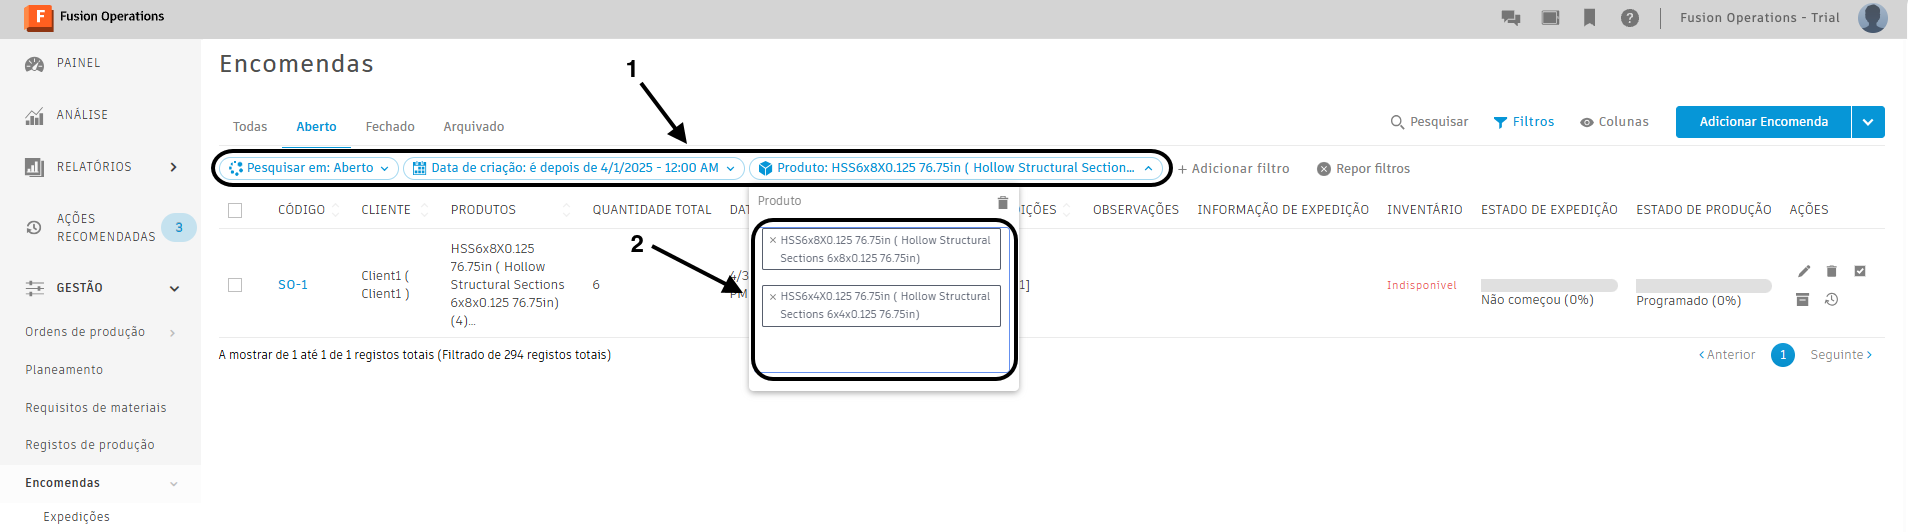 Fusion Operations
Fusion Operations - Trial
PAINEL
ANÁLISE
RELATÓRIOS
AÇÕES
RECOMENDADAS
3
GESTÃO
Ordens de produção
Planeamento
Requisitos de materiais
Registos de produção
Encomendas
Expedições
Encomendas
1
Todas
Aberto
Fechado
Arquivado
Pesquisar
Filtros
Colunas
Adicionar Encomenda
Pesquisar em: Aberto
Data de criação: é depois de 4/1/2025 - 12:00 AM
Produto: HSS6x8X0.125 76.75in ( Hollow Structural Section...
+ Adicionar filtro
Repor filtros
CÓDIGO
CLIENTE
PRODUTOS
QUANTIDADE TOTAL
DAT
IÇÕES
OBSERVAÇÕES
INFORMAÇÃO DE EXPEDIÇÃO
INVENTÁRIO
ESTADO DE EXPEDIÇÃO
ESTADO DE PRODUÇÃO
AÇÕES
Produto
2
HSS6x8X0.125 76.75in ( Hollow Structural
Sections 6x8x0.125 76.75in)
HSS6x4X0.125 76.75in ( Hollow Structural
Sections 6x4x0.125 76.75in)
SO-1
Client1 (
Client1 )
HSS6x8X0.125
76.75in ( Hollow
Structural Sections
6x8x0.125 76.75in)
(4)...
6
4/3
PM
1]
Indisponível
Não começou (0%)
Programado (0%)
A mostrar de 1 até 1 de 1 registos totais (Filtrado de 294 registos totais)
Anterior
1
Seguinte